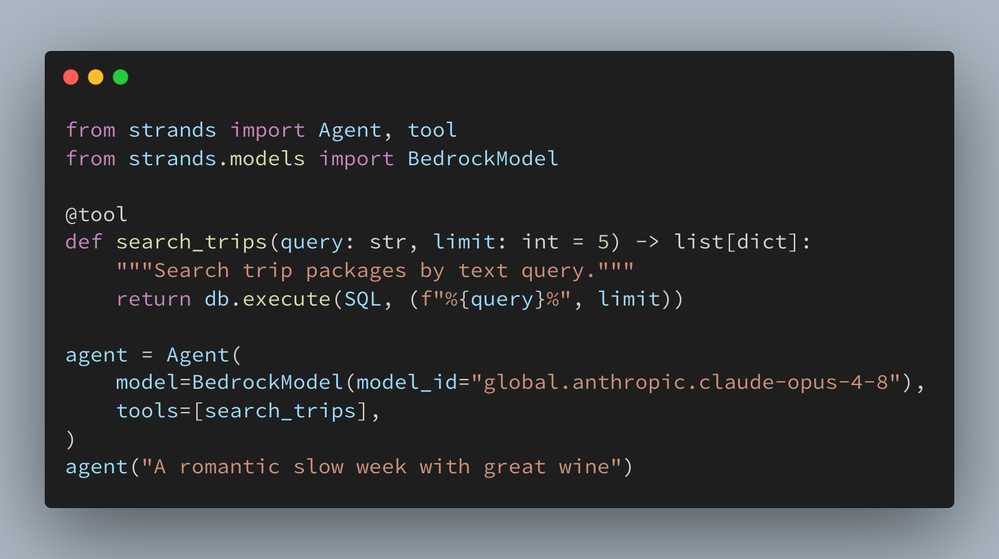 from strands import Agent, tool
from strands.models import BedrockModel

@tool
def search_trips(query: str, limit: int = 5) -> list[dict]:
    """Search trip packages by text query."""
    return db.execute(SQL, (f"%{query}%", limit))

agent = Agent(
    model=BedrockModel(model_id="global.anthropic.claude-opus-4-8"),
    tools=[search_trips],
)
agent("A romantic slow week with great wine")